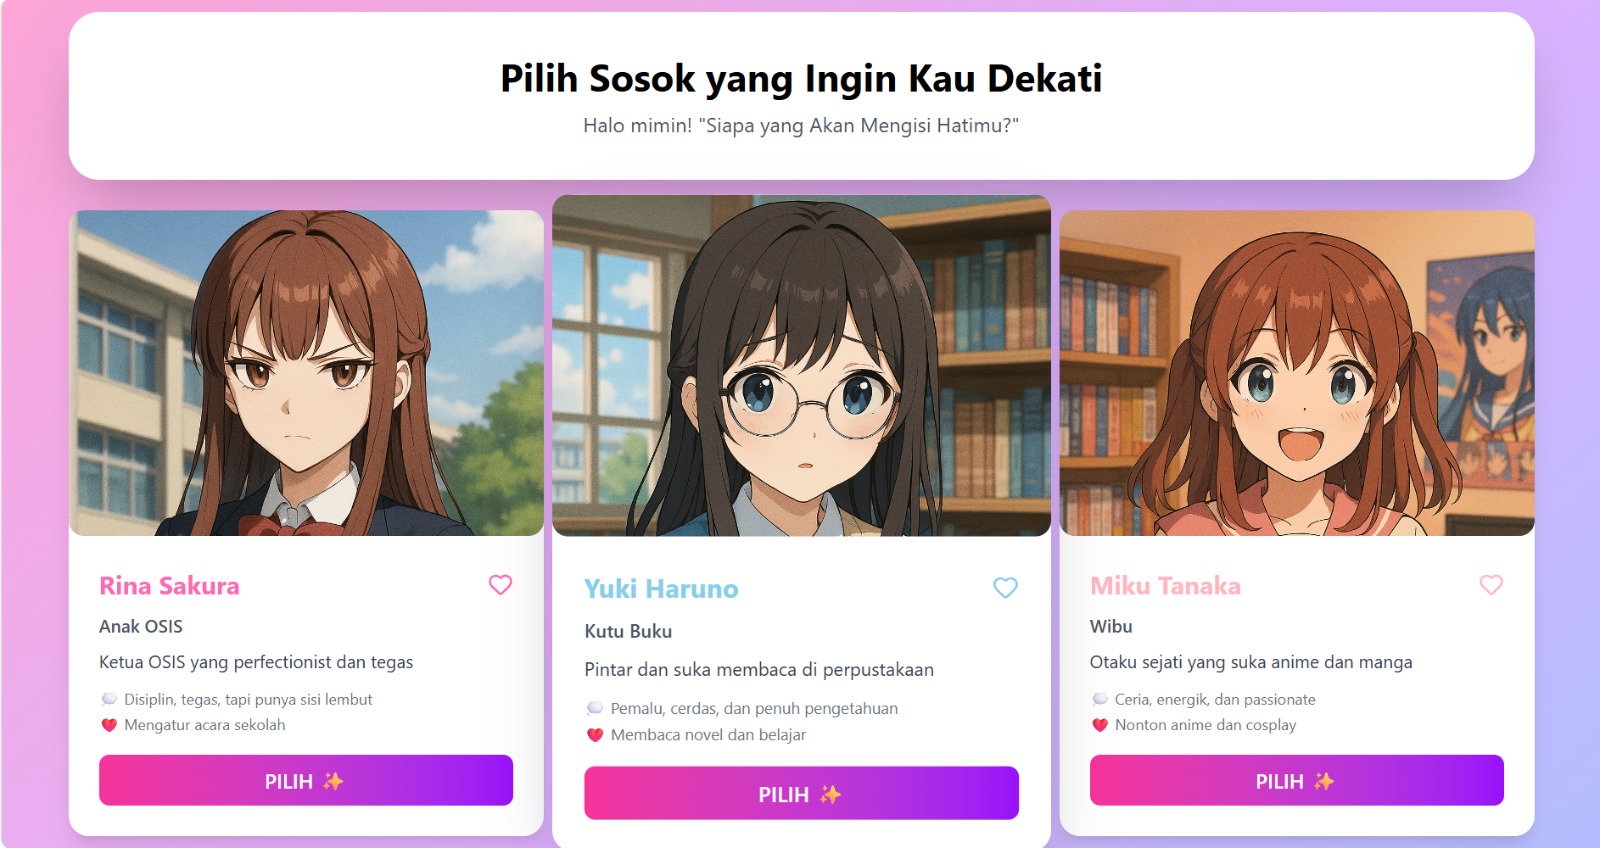 Pilih Sosok yang Ingin Kau Dekati
Halo mimin! "Siapa yang Akan Mengisi Hatimu?"
Rina Sakura
Anak OSIS
Ketua OSIS yang perfectionist dan tegas
Disiplin, tegas, tapi punya sisi lembut
Mengatur acara sekolah
PILIH ✨
Yuki Haruno
Kutu Buku
Pintar dan suka membaca di perpustakaan
Pemalu, cerdas, dan penuh pengetahuan
Membaca novel dan belajar
PILIH ✨
Miku Tanaka
Wibu
Otaku sejati yang suka anime dan manga
Ceria, energik, dan passionate
Nonton anime dan cosplay
PILIH ✨